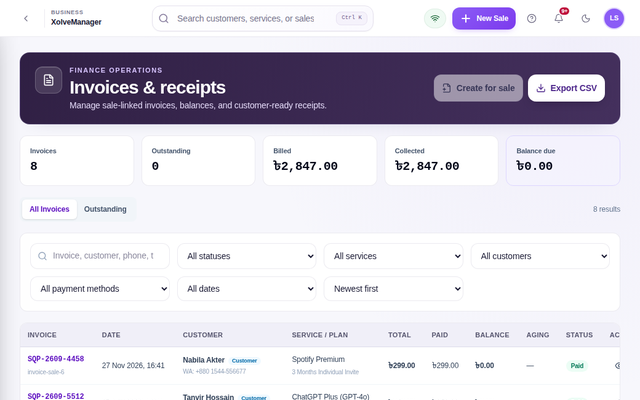 BUSINESS
XolveManager
Search customers, services, or sales
Ctrl K
New Sale
9+
LS
FINANCE OPERATIONS
Invoices & receipts
Manage sale-linked invoices, balances, and customer-ready receipts.
Create for sale
Export CSV
Invoices
8
Outstanding
0
Billed
৳2,847.00
Collected
৳2,847.00
Balance due
৳0.00
All Invoices
Outstanding
8 results
Invoice, customer, phone, t
All statuses
All services
All customers
All payment methods
All dates
Newest first
INVOICE DATE CUSTOMER SERVICE / PLAN TOTAL PAID BALANCE AGING STATUS AC
SQP-2609-4458
invoice-sale-6
27 Nov 2026, 16:41
Nabila Akter Customer
WA: +880 1544-556677
Spotify Premium
3 Months Individual Invite
৳299.00
৳299.00
৳0.00
—
Paid
SQP-2609-5512
Tanvir Hossain Customer
ChatGPT Plus (GPT-4o)